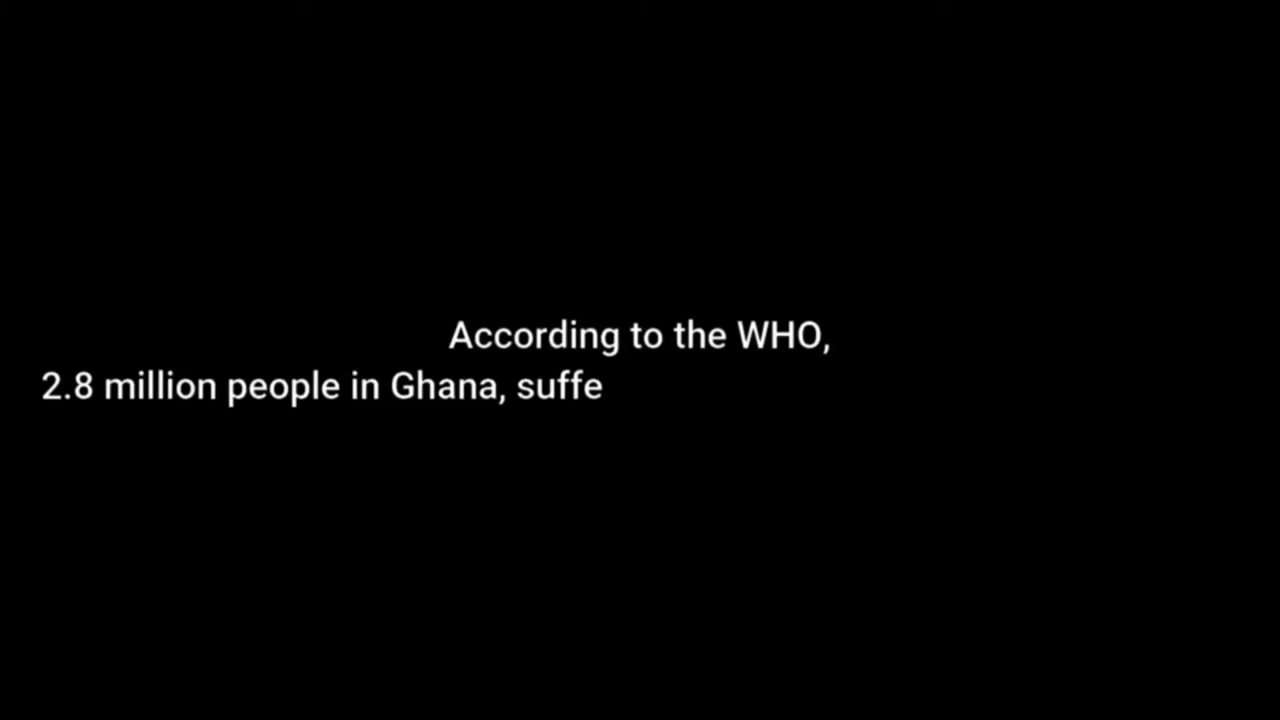 According to the WHO,
2.8 million people in Ghana, suffe